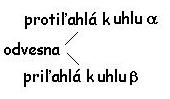 protiľahlá k uhlu α
odvesna
priľahlá k uhlu β